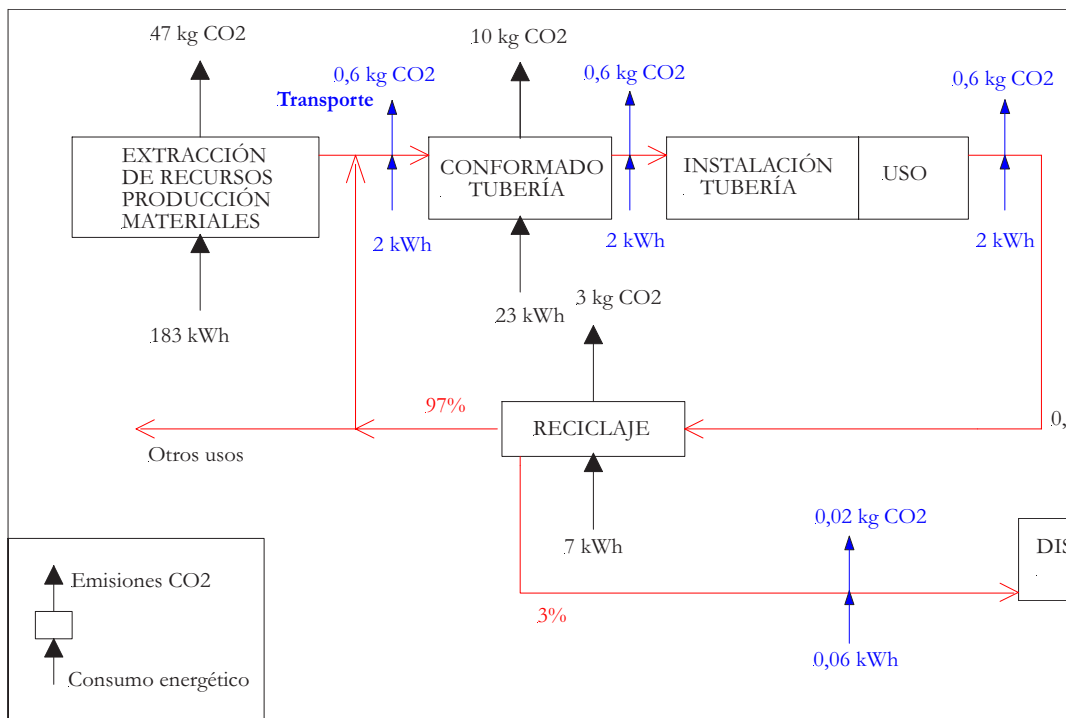 47 kg CO2
10 kg CO2
0,6 kg CO2
0,6 kg CO2
0,6 kg CO2
Transporte
EXTRACCIÓN
DE RECURSOS
PRODUCCIÓN
MATERIALES
CONFORMADO
TUBERÍA
INSTALACIÓN
TUBERÍA
USO
2 kWh
2 kWh
2 kWh
183 kWh
23 kWh
3 kg CO2
97%
RECICLAJE
0,
Otros usos
7 kWh
0,02 kg CO2
DIS
3%
0,06 kWh
Emisiones CO2
Consumo energético